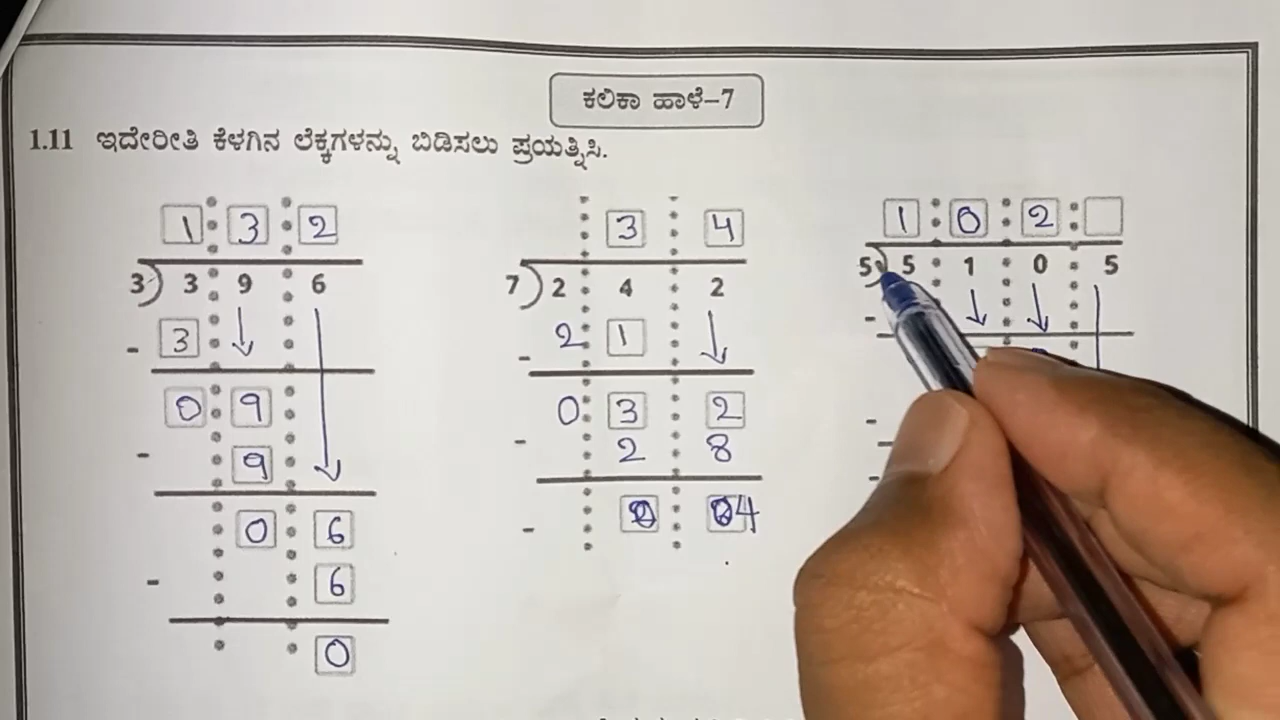 ಕಲಿಕಾ ಹಾಳೆ-7
1.11 ಇದೇರೀತಿ ಕೆಳಗಿನ ಲೆಕ್ಕಗಳನ್ನು ಬಿಡಿಸಲು ಪ್ರಯತ್ನಿಸಿ.
1 3 2
3) 3 9 6
- 3
0 9
- 9
0 6
- 6
0
3 4
7) 2 4 2
- 2 1
0 3 2
- 2 8
4
1 0 2
5) 5 1 0 5
-
-
-